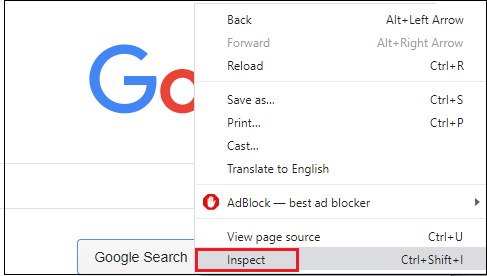 Go
Back Alt+Left Arrow
Forward Alt+Right Arrow
Reload Ctrl+R
Save as... Ctrl+S
Print... Ctrl+P
Cast...
Translate to English
AdBlock — best ad blocker
View page source Ctrl+U
Google Search
Inspect Ctrl+Shift+I